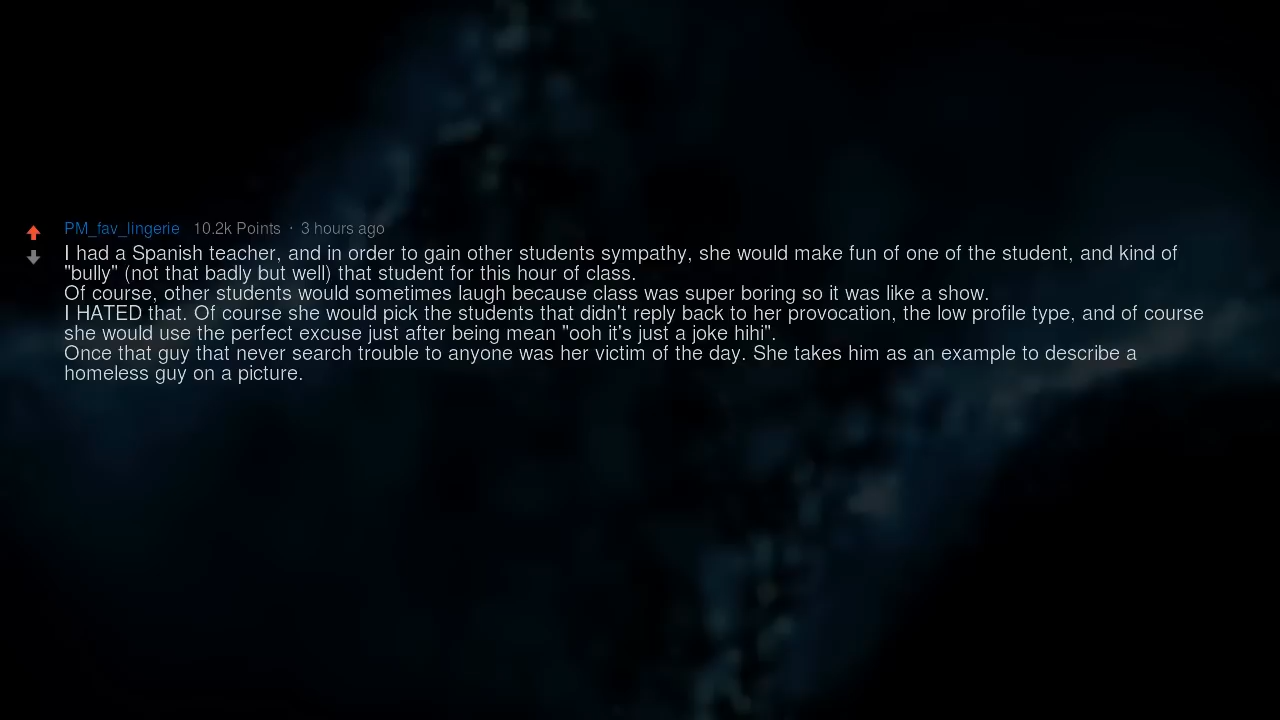 PM_fav_lingerie 10.2k Points · 3 hours ago
I had a Spanish teacher, and in order to gain other students sympathy, she would make fun of one of the student, and kind of
"bully" (not that badly but well) that student for this hour of class.
Of course, other students would sometimes laugh because class was super boring so it was like a show.
I HATED that. Of course she would pick the students that didn't reply back to her provocation, the low profile type, and of course
she would use the perfect excuse just after being mean "ooh it's just a joke hihi".
Once that guy that never search trouble to anyone was her victim of the day. She takes him as an example to describe a
homeless guy on a picture.